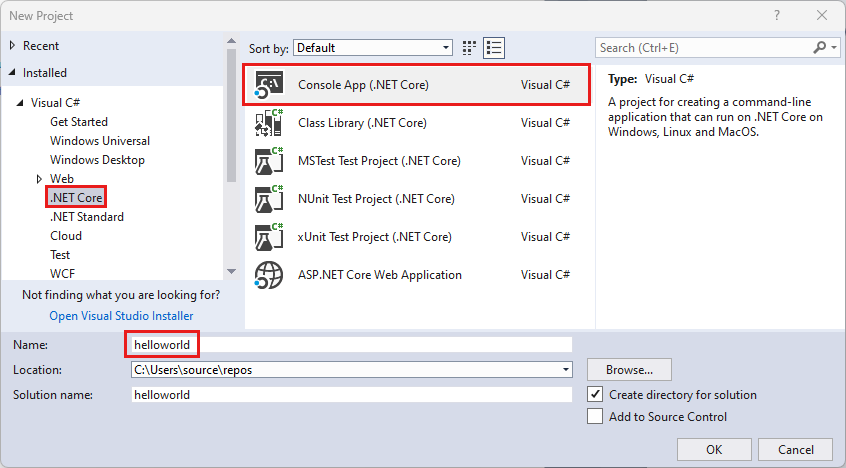 New Project
?
Recent
Installed
Visual C#
Get Started
Windows Universal
Windows Desktop
Web
.NET Core
.NET Standard
Cloud
Test
WCF
Not finding what you are looking for?
Open Visual Studio Installer
Sort by: Default
Console App (.NET Core) Visual C#
Class Library (.NET Core) Visual C#
MSTest Test Project (.NET Core) Visual C#
NUnit Test Project (.NET Core) Visual C#
xUnit Test Project (.NET Core) Visual C#
ASP.NET Core Web Application Visual C#
Search (Ctrl+E)
Type: Visual C#
A project for creating a command-line
application that can run on .NET Core on
Windows, Linux and MacOS.
Name: helloworld
Location: C:\Users\source\repos
Browse...
Solution name: helloworld
Create directory for solution
Add to Source Control
OK
Cancel